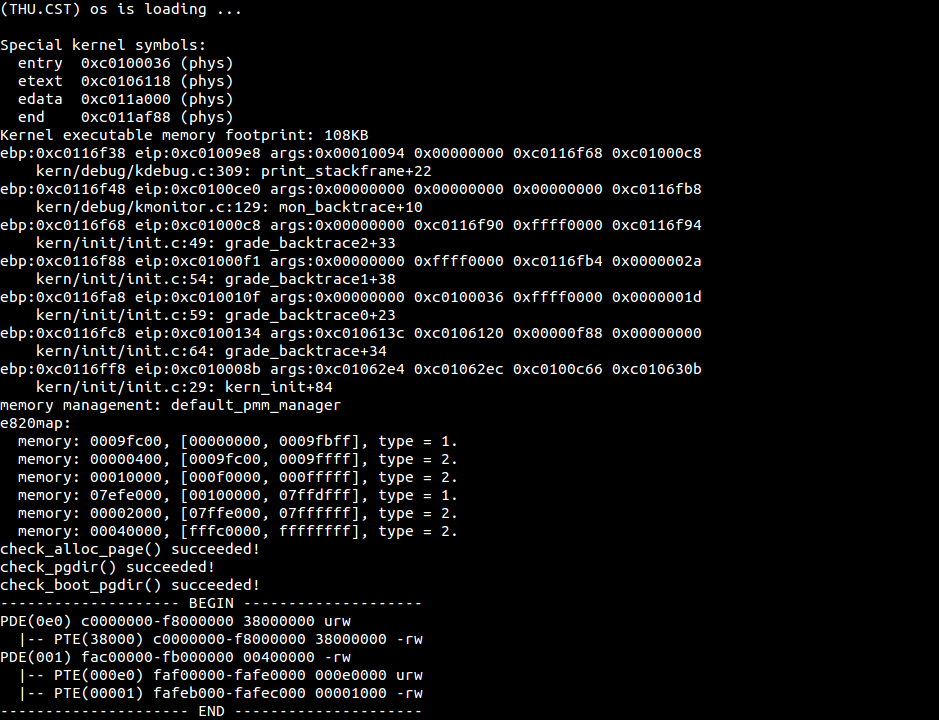 (THU.CST) os is loading ...

Special kernel symbols:
  entry  0xc0100036 (phys)
  etext  0xc0106118 (phys)
  edata  0xc011a000 (phys)
  end    0xc011af88 (phys)
Kernel executable memory footprint: 108KB
ebp:0xc0116f38 eip:0xc01009e8 args:0x00010094 0x00000000 0xc0116f68 0xc01000c8
    kern/debug/kdebug.c:309: print_stackframe+22
ebp:0xc0116f48 eip:0xc0100ce0 args:0x00000000 0x00000000 0x00000000 0xc0116fb8
    kern/debug/kmonitor.c:129: mon_backtrace+10
ebp:0xc0116f68 eip:0xc01000c8 args:0x00000000 0xc0116f90 0xffff0000 0xc0116f94
    kern/init/init.c:49: grade_backtrace2+33
ebp:0xc0116f88 eip:0xc01000f1 args:0x00000000 0xffff0000 0xc0116fb4 0x0000002a
    kern/init/init.c:54: grade_backtrace1+38
ebp:0xc0116fa8 eip:0xc010010f args:0x00000000 0xc0100036 0xffff0000 0x0000001d
    kern/init/init.c:59: grade_backtrace0+23
ebp:0xc0116fc8 eip:0xc0100134 args:0xc010613c 0xc0106120 0x00000f88 0x00000000
    kern/init/init.c:64: grade_backtrace+34
ebp:0xc0116ff8 eip:0xc010008b args:0xc01062e4 0xc01062ec 0xc0100c66 0xc010630b
    kern/init/init.c:29: kern_init+84
memory management: default_pmm_manager
e820map:
  memory: 0009fc00, [00000000, 0009fbff], type = 1.
  memory: 00000400, [0009fc00, 0009ffff], type = 2.
  memory: 00010000, [000f0000, 000fffff], type = 2.
  memory: 07efe000, [00100000, 07ffdfff], type = 1.
  memory: 00002000, [07ffe000, 07ffffff], type = 2.
  memory: 00040000, [fffc0000, ffffffff], type = 2.
check_alloc_page() succeeded!
check_pgdir() succeeded!
check_boot_pgdir() succeeded!
-------------------- BEGIN --------------------
PDE(0e0) c0000000-f8000000 38000000 urw
  |-- PTE(38000) c0000000-f8000000 38000000 -rw
PDE(001) fac00000-fb000000 00400000 -rw
  |-- PTE(000e0) faf00000-fafe0000 000e0000 urw
  |-- PTE(00001) fafeb000-fafec000 00001000 -rw
--------------------- END ---------------------